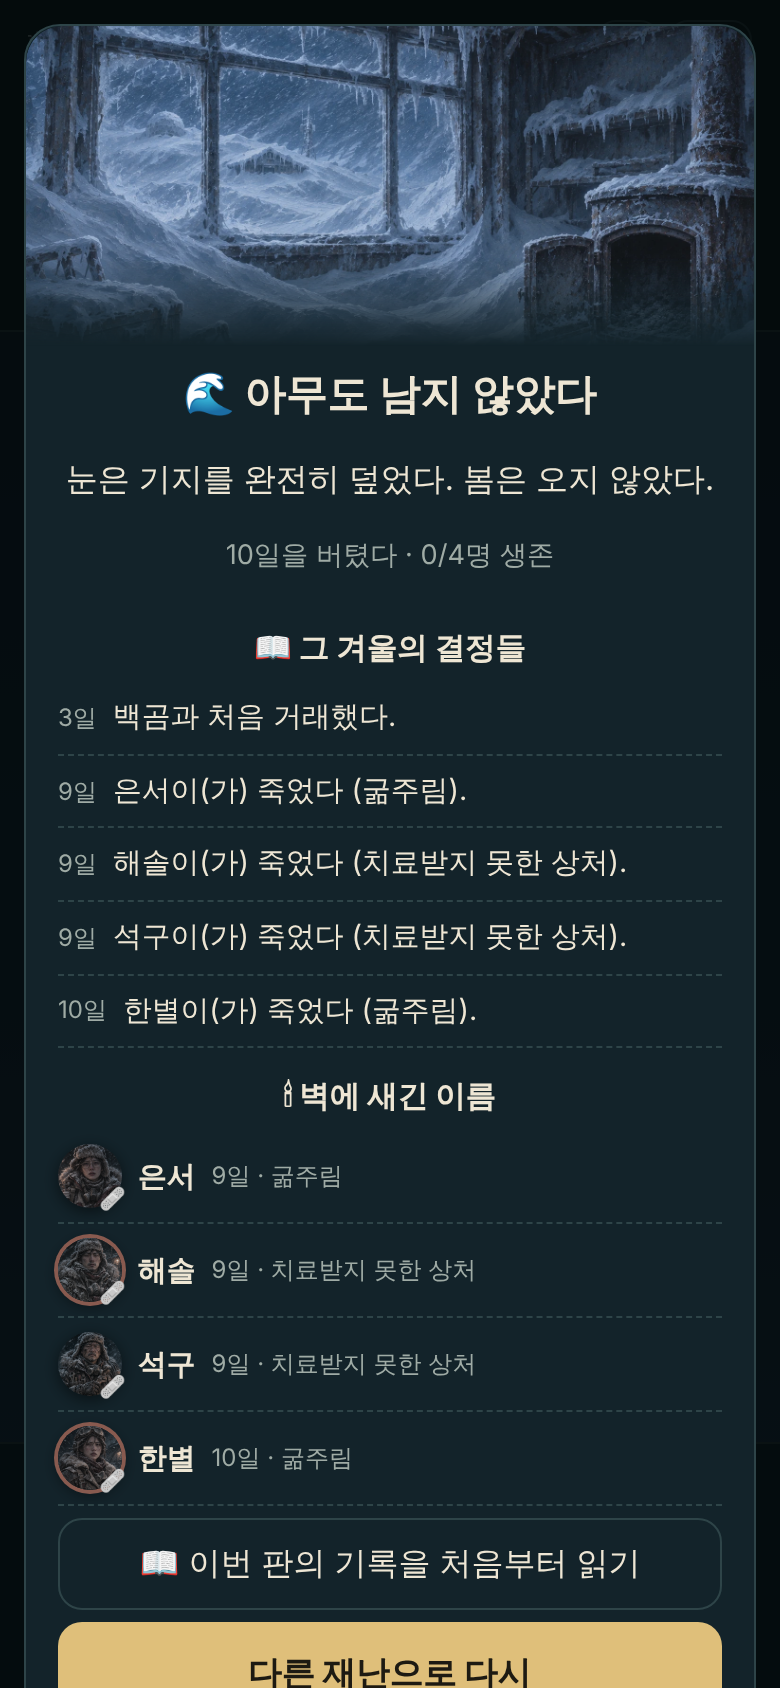 🌊 아무도 남지 않았다
눈은 기지를 완전히 덮었다. 봄은 오지 않았다.
10일을 버텼다 · 0/4명 생존
📖 그 겨울의 결정들
3일 백곰과 처음 거래했다.
9일 은서이(가) 죽었다 (굶주림).
9일 해솔이(가) 죽었다 (치료받지 못한 상처).
9일 석구이(가) 죽었다 (치료받지 못한 상처).
10일 한별이(가) 죽었다 (굶주림).
🕯 벽에 새긴 이름
은서 9일 · 굶주림
해솔 9일 · 치료받지 못한 상처
석구 9일 · 치료받지 못한 상처
한별 10일 · 굶주림
📖 이번 판의 기록을 처음부터 읽기
다른 재난으로 다시